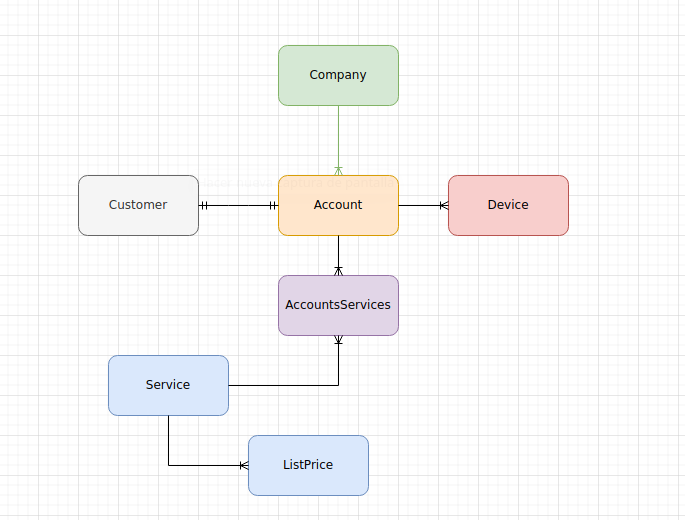 Company
Customer
Account
Device
AccountsServices
Service
ListPrice